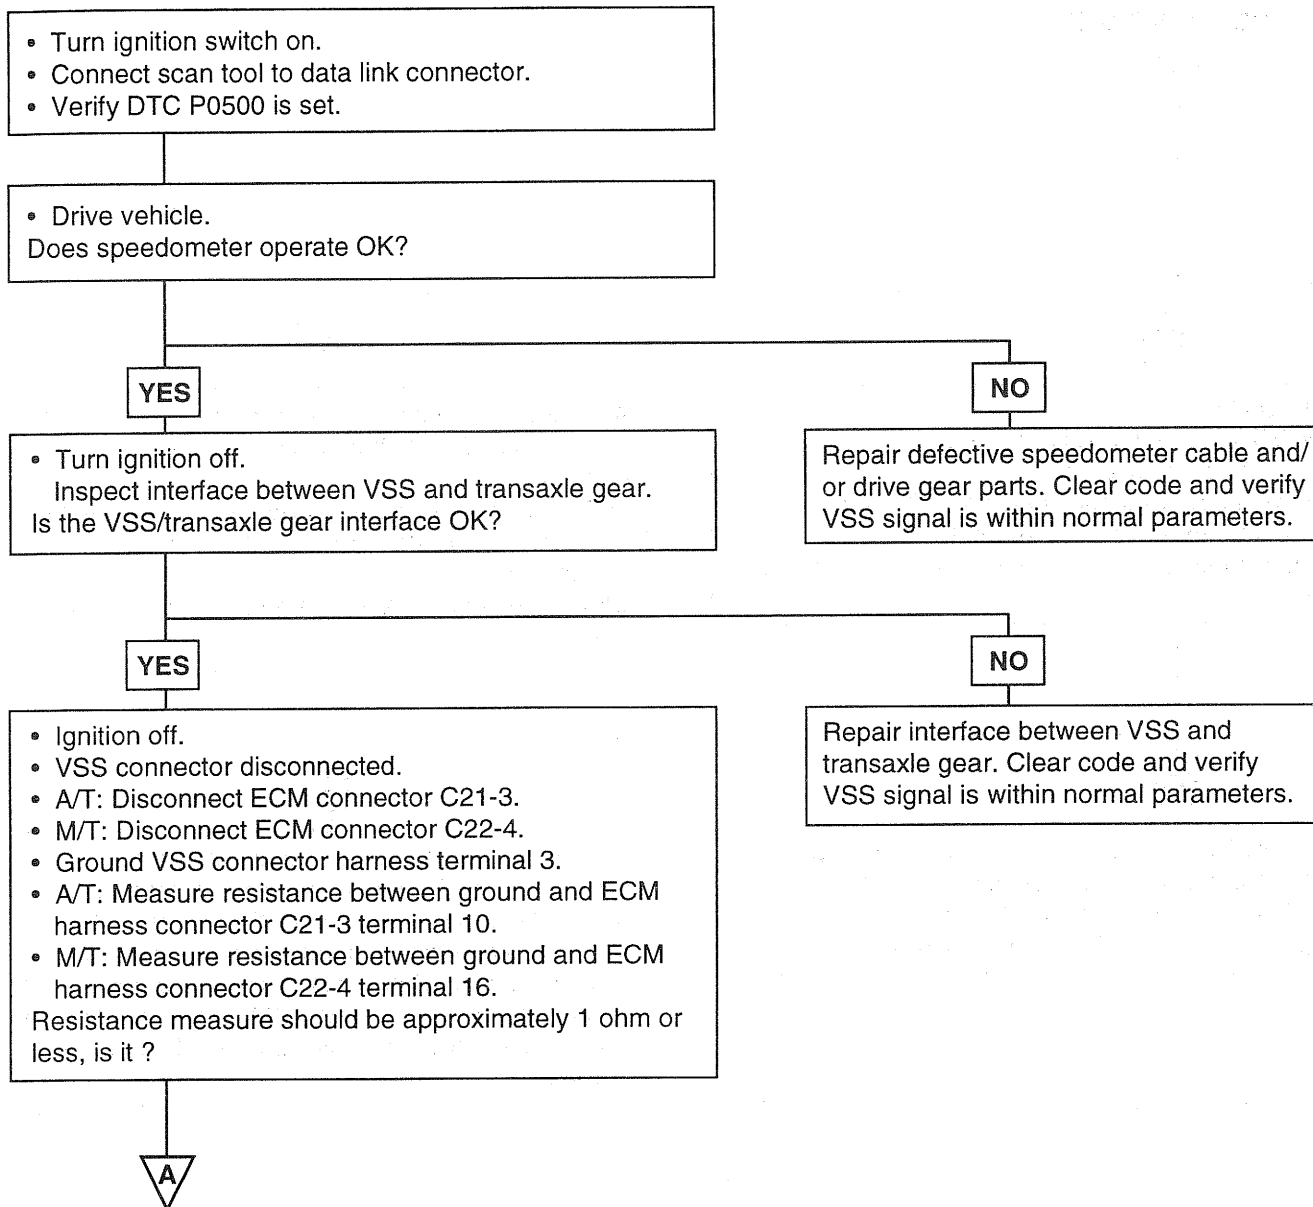 • Turn ignition switch on.
• Connect scan tool to data link connector.
• Verify DTC P0500 is set.
• Drive vehicle.
Does speedometer operate OK?
YES
NO
• Turn ignition off.
Inspect interface between VSS and transaxle gear.
Is the VSS/transaxle gear interface OK?
Repair defective speedometer cable and/
or drive gear parts. Clear code and verify
VSS signal is within normal parameters.
YES
NO
• Ignition off.
• VSS connector disconnected.
• A/T: Disconnect ECM connector C21-3.
• M/T: Disconnect ECM connector C22-4.
• Ground VSS connector harness terminal 3.
• A/T: Measure resistance between ground and ECM
harness connector C21-3 terminal 10.
• M/T: Measure resistance between ground and ECM
harness connector C22-4 terminal 16.
Resistance measure should be approximately 1 ohm or
less, is it ?
Repair interface between VSS and
transaxle gear. Clear code and verify
VSS signal is within normal parameters.
A